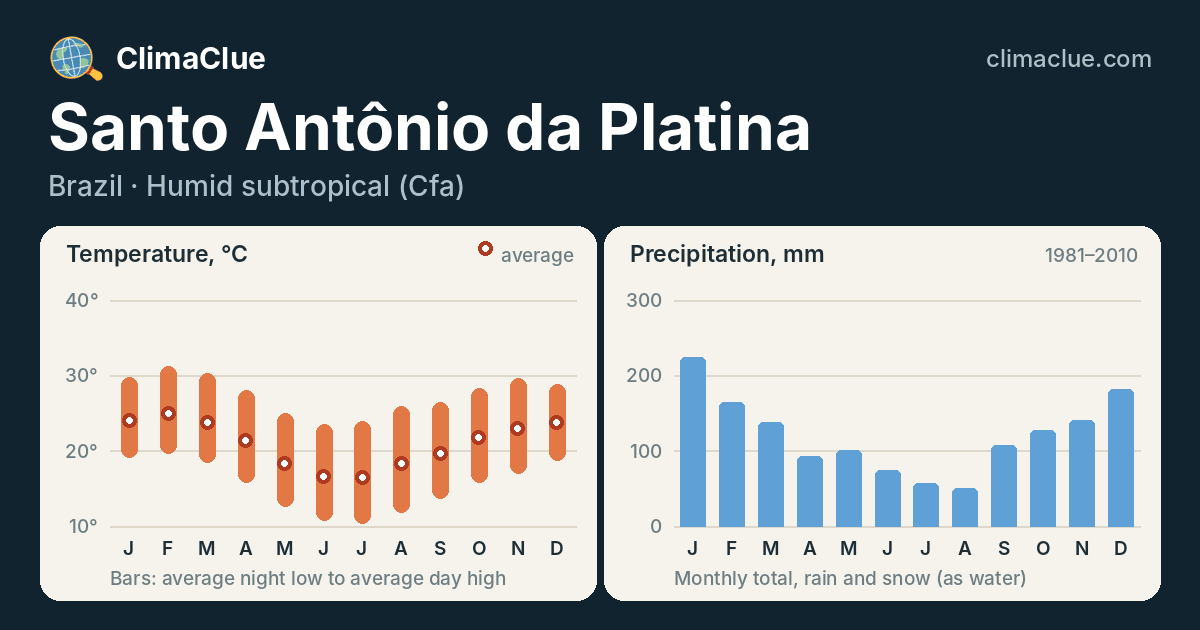 ClimaClue
climaclue.com
Santo Antônio da Platina
Brazil · Humid subtropical (Cfa)
Temperature, °C
average
40°
30°
20°
10°
J F M A M J J A S O N D
Bars: average night low to average day high
Precipitation, mm
1981–2010
300
200
100
0
J F M A M J J A S O N D
Monthly total, rain and snow (as water)